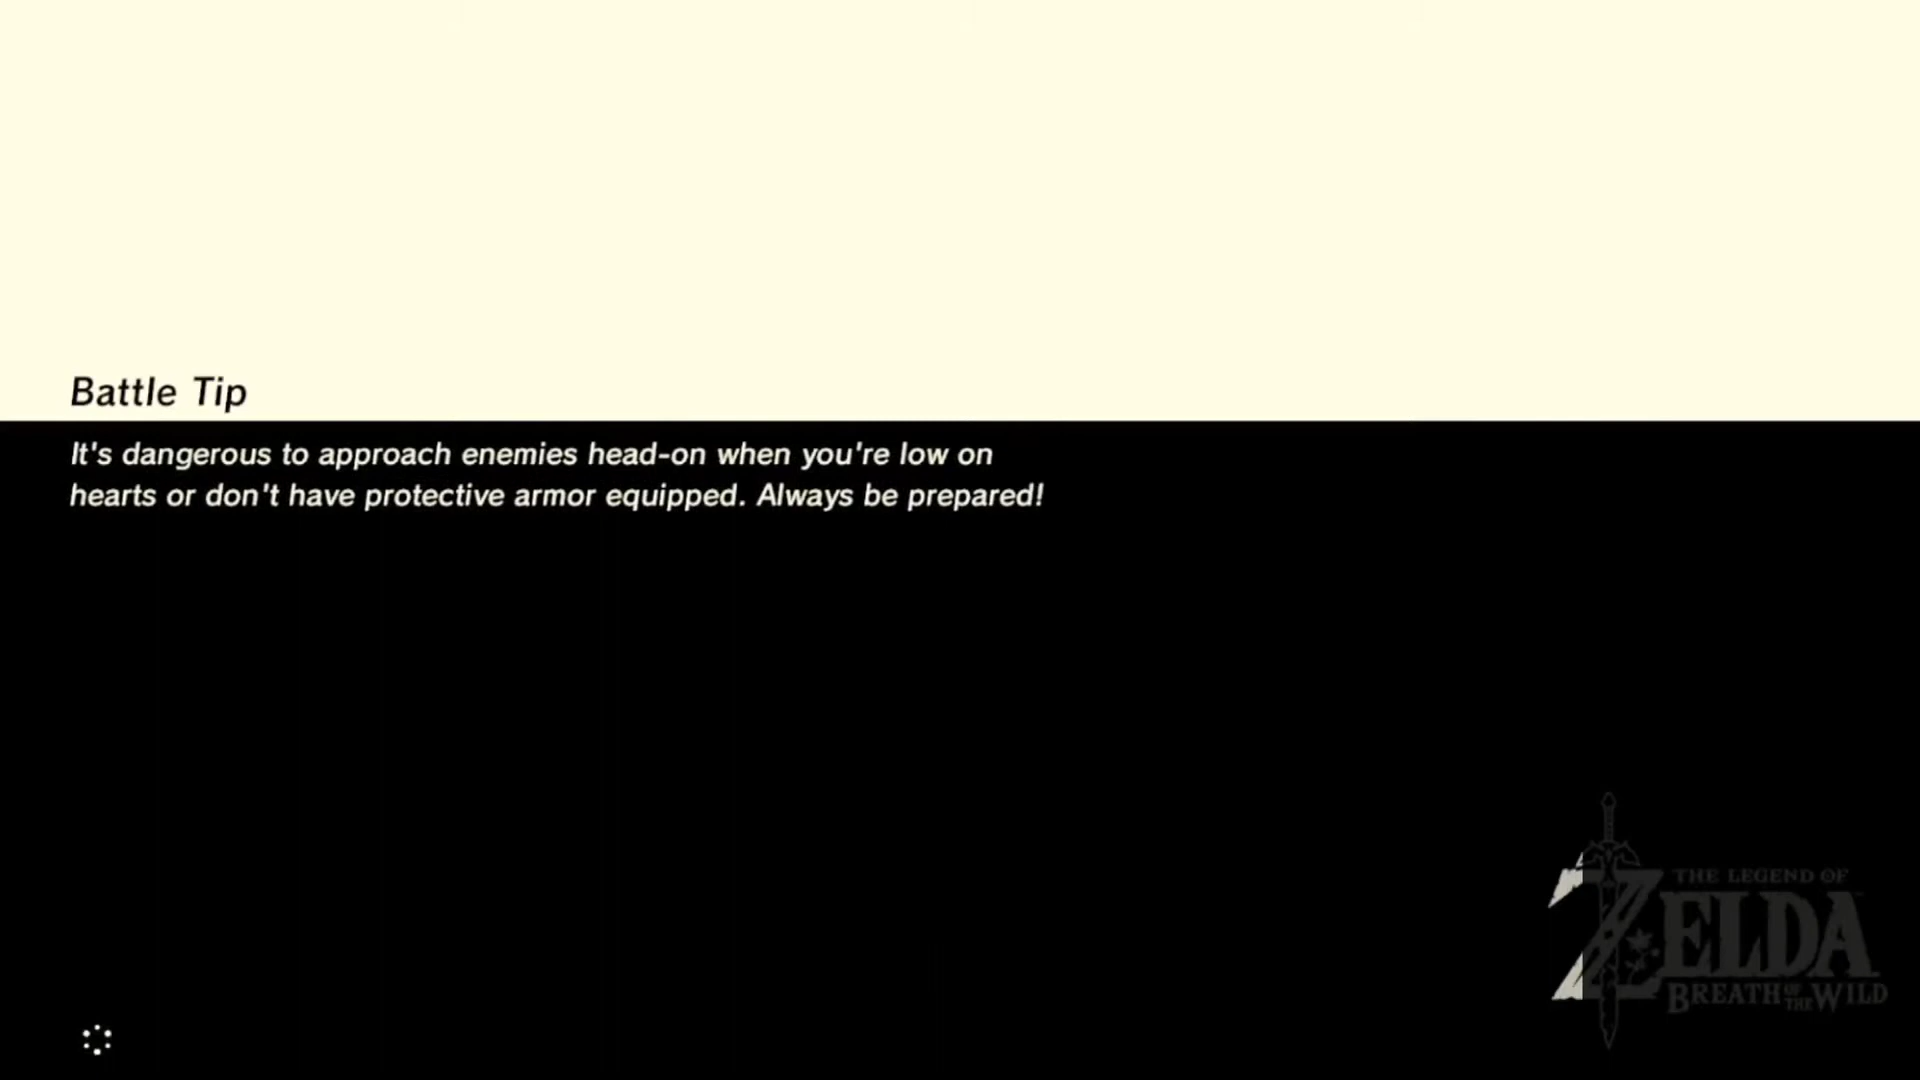 Battle Tip
It's dangerous to approach enemies head-on when you're low on
hearts or don't have protective armor equipped. Always be prepared!
THE LEGEND OF
ZELDA
BREATH OF THE WILD